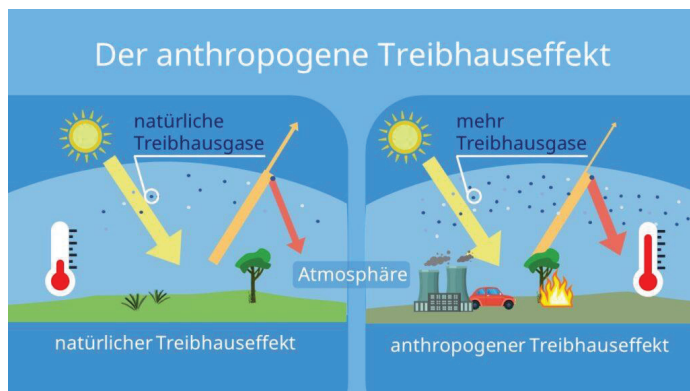 Der anthropogene Treibhauseffekt
natürliche
Treibhausgase
mehr
Treibhausgase
Atmosphäre
natürlicher Treibhauseffekt
anthropogener Treibhauseffekt